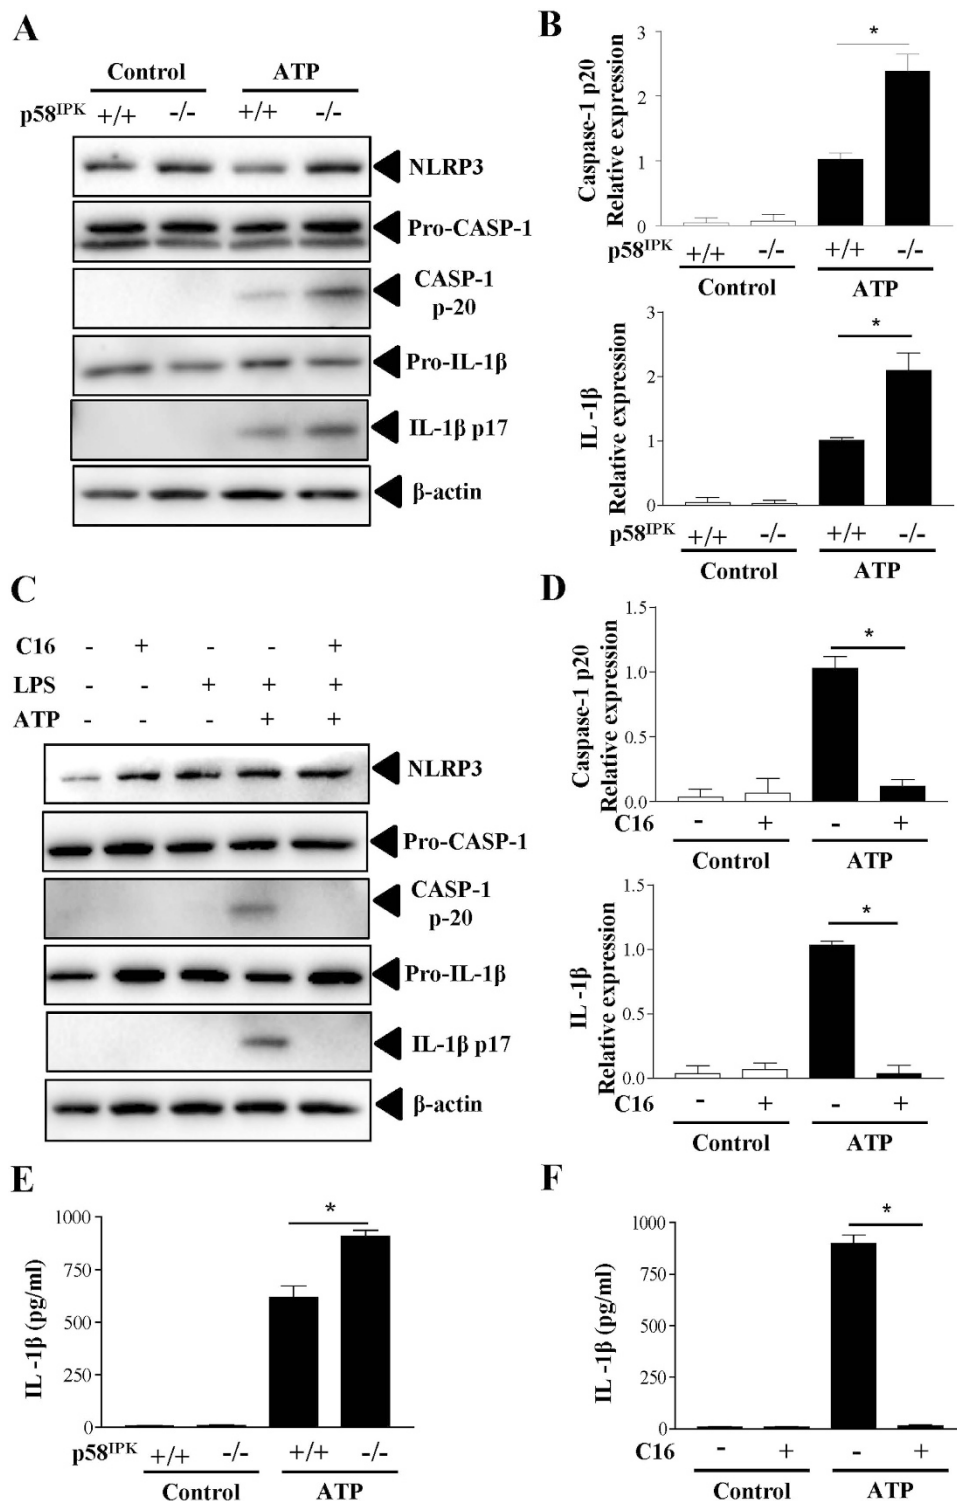 A
Control ATP
p58IPK +/+ -/- +/+ -/-
NLRP3
Pro-CASP-1
CASP-1
p-20
Pro-IL-1β
IL-1β p17
β-actin
B
Caspase-1 p20
Relative expression
3
2
1
0
*
p58IPK +/+ -/- +/+ -/-
Control ATP
IL -1β
Relative expression
3
2
1
0
*
p58IPK +/+ -/- +/+ -/-
Control ATP
C
C16 - + - - +
LPS - - + + +
ATP - - - + +
NLRP3
Pro-CASP-1
CASP-1
p-20
Pro-IL-1β
IL-1β p17
β-actin
D
Caspase-1 p20
Relative expression
1.5
1.0
0.5
0.0
*
C16 - + - +
Control ATP
IL -1β
Relative expression
1.5
1.0
0.5
0.0
*
C16 - + - +
Control ATP
E
IL -1β (pg/ml)
1000
750
500
250
0
*
p58IPK +/+ -/- +/+ -/-
Control ATP
F
IL -1β (pg/ml)
1000
750
500
250
0
*
C16 - + - +
Control ATP